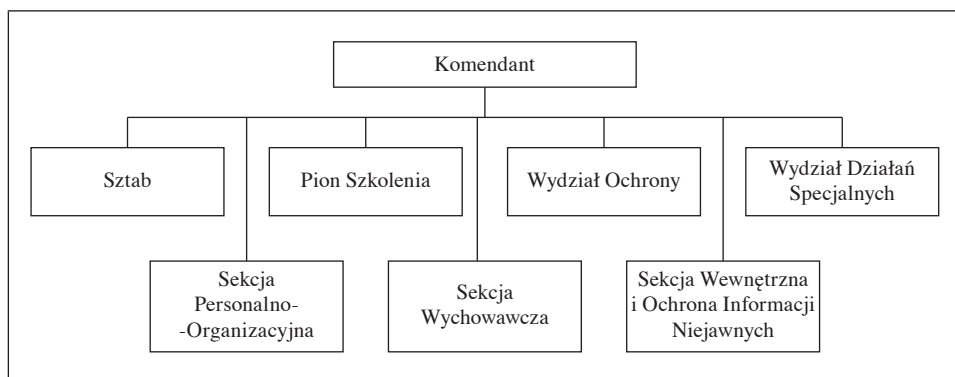 Komendant
Sztab
Pion Szkolenia
Wydział Ochrony
Wydział Działań
Specjalnych
Sekcja
Personalno-
-Organizacyjna
Sekcja
Wychowawcza
Sekcja Wewnętrzna
i Ochrona Informacji
Niejawnych